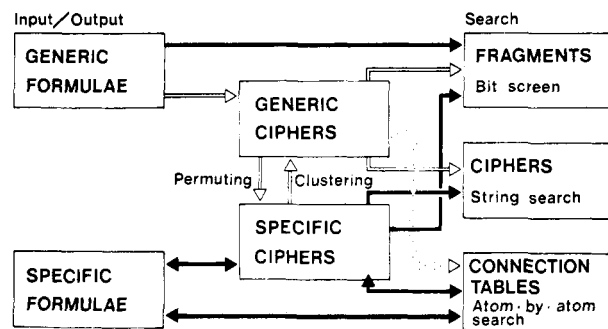 Input/Output
Search
GENERIC
FORMULAE
FRAGMENTS
Bit screen
GENERIC
CIPHERS
Permuting
Clustering
CIPHERS
String search
SPECIFIC
CIPHERS
SPECIFIC
FORMULAE
CONNECTION
TABLES
Atom·by·atom
search